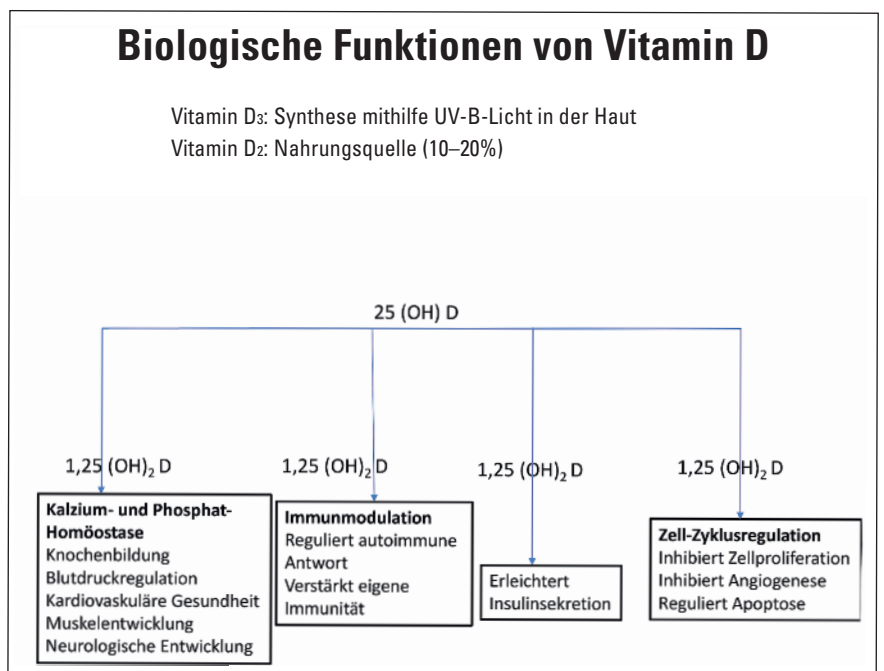 Biologische Funktionen von Vitamin D
Vitamin D₃: Synthese mithilfe UV-B-Licht in der Haut
Vitamin D₂: Nahrungsquelle (10–20%)
25 (OH) D
1,25 (OH)₂ D
Kalzium- und Phosphat-
Homöostase
Knochenbildung
Blutdruckregulation
Kardiovaskuläre Gesundheit
Muskelentwicklung
Neurologische Entwicklung
1,25 (OH)₂ D
Immunmodulation
Reguliert autoimmune
Antwort
Verstärkt eigene
Immunität
1,25 (OH)₂ D
Erleichtert
Insulinsekretion
1,25 (OH)₂ D
Zell-Zyklusregulation
Inhibiert Zellproliferation
Inhibiert Angiogenese
Reguliert Apoptose